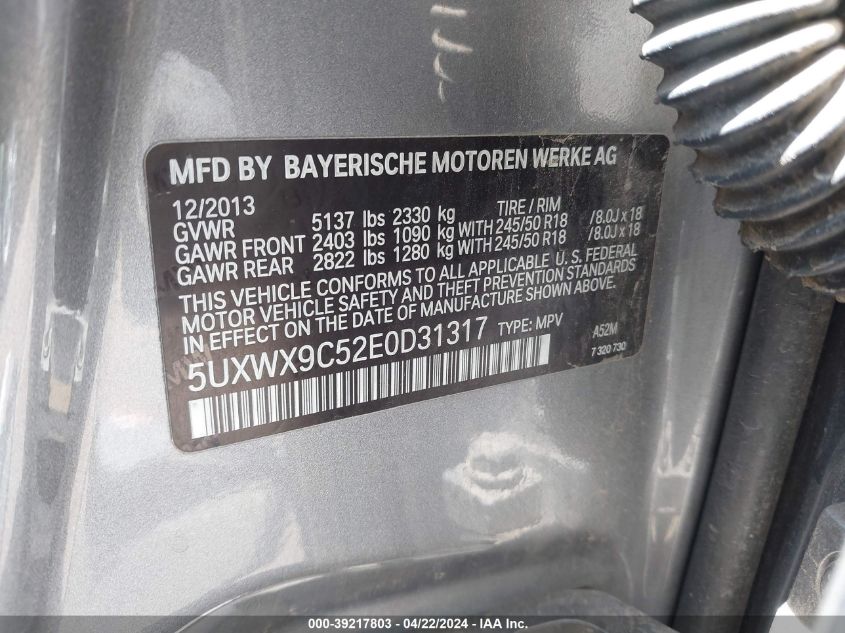 MFD BY BAYERISCHE MOTOREN WERKE AG
12/2013 TIRE / RIM
GVWR 5137 lbs 2330 kg
GAWR FRONT 2403 lbs 1090 kg WITH 245/50 R18 /8.0J x 18
GAWR REAR 2822 lbs 1280 kg WITH 245/50 R18 /8.0J x 18
THIS VEHICLE CONFORMS TO ALL APPLICABLE U.S. FEDERAL
MOTOR VEHICLE SAFETY AND THEFT PREVENTION STANDARDS
IN EFFECT ON THE DATE OF MANUFACTURE SHOWN ABOVE.
5UXWX9C52E0D31317 TYPE: MPV A52M
7 320 730
000-39217803 - 04/22/2024 - IAA Inc.